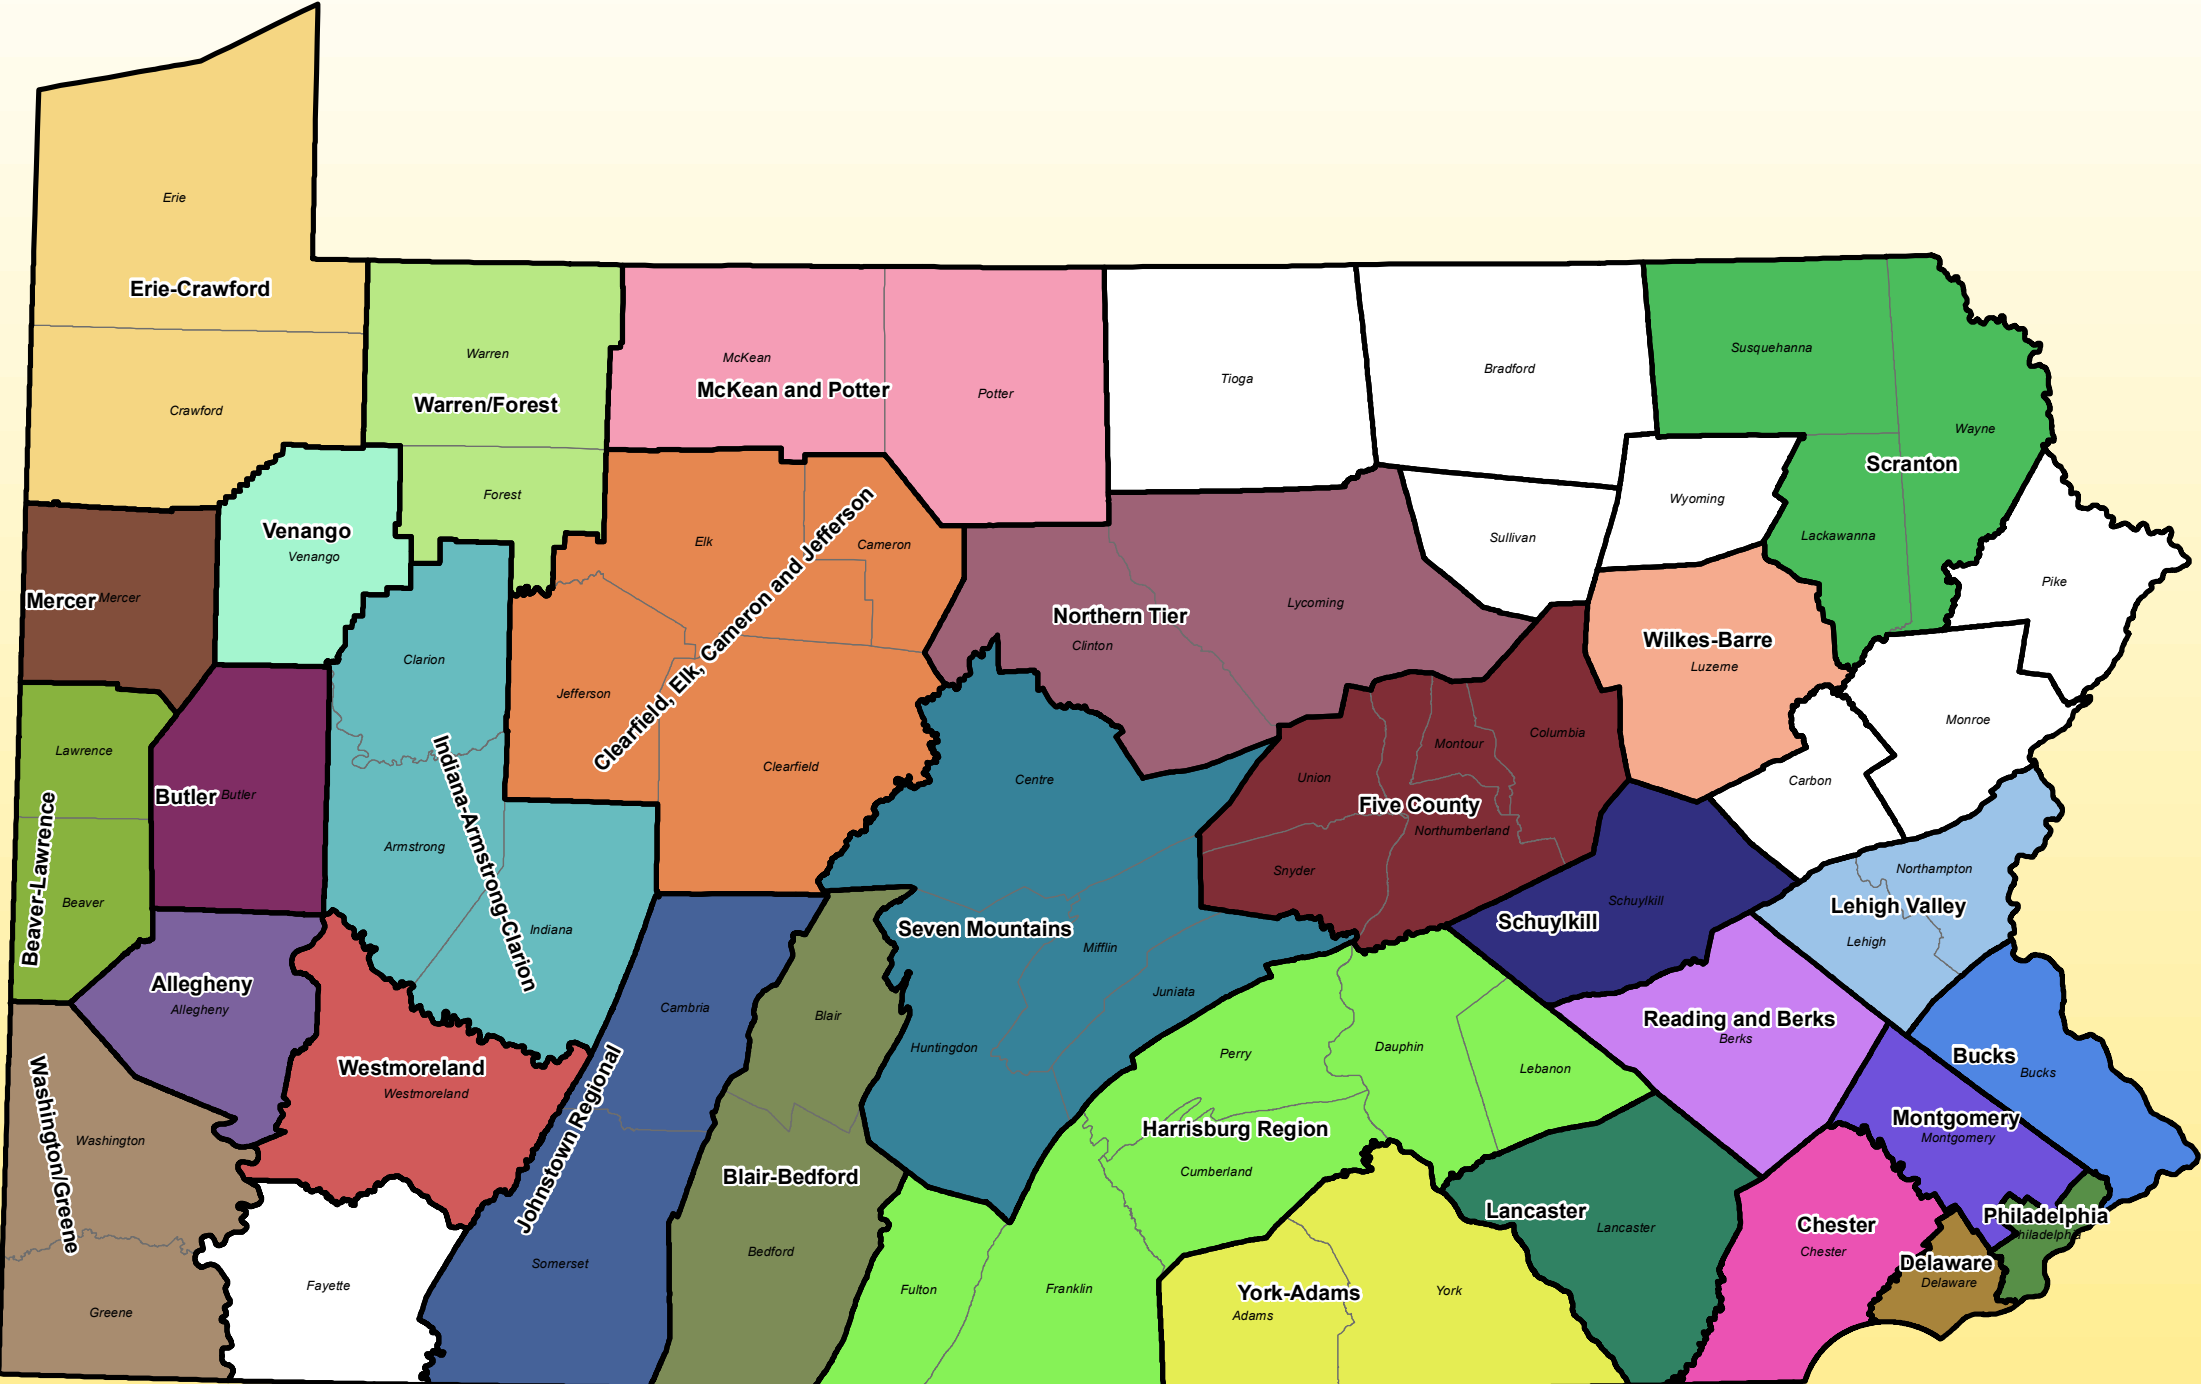 Erie
Erie-Crawford
Crawford
Warren
Warren/Forest
Forest
McKean
McKean and Potter
Potter
Tioga
Bradford
Susquehanna
Wayne
Scranton
Lackawanna
Wyoming
Sullivan
Pike
Venango
Venango
Mercer
Mercer
Elk
Cameron
Clearfield, Elk, Cameron and Jefferson
Jefferson
Clearfield
Northern Tier
Clinton
Lycoming
Wilkes-Barre
Luzerne
Monroe
Carbon
Clarion
Indiana-Armstrong-Clarion
Armstrong
Indiana
Lawrence
Beaver-Lawrence
Beaver
Butler
Butler
Centre
Seven Mountains
Mifflin
Juniata
Huntingdon
Union
Montour
Columbia
Five County
Northumberland
Snyder
Schuylkill
Schuylkill
Northampton
Lehigh Valley
Lehigh
Allegheny
Allegheny
Westmoreland
Westmoreland
Washington/Greene
Washington
Greene
Fayette
Cambria
Johnstown Regional
Somerset
Blair
Blair-Bedford
Bedford
Perry
Dauphin
Lebanon
Harrisburg Region
Cumberland
Fulton
Franklin
York-Adams
Adams
York
Lancaster
Lancaster
Reading and Berks
Berks
Bucks
Bucks
Montgomery
Montgomery
Chester
Chester
Philadelphia
Philadelphia
Delaware
Delaware